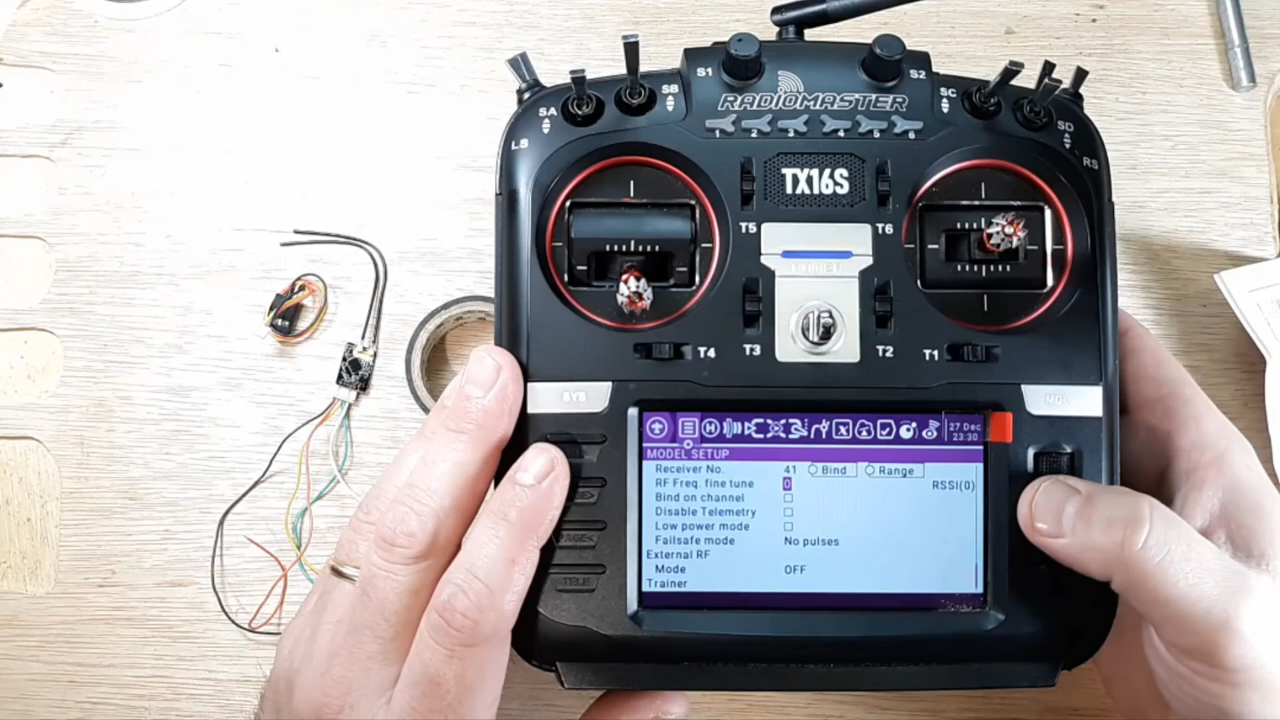 S1
S2
SA
SB
SC
SD
LS
RS
RADIOMASTER
1 2 3 4 5 6
TX16S
T5
T6
T4
T3
T2
T1
SYS
MDL
27 Dec
23:30
MODEL SETUP
Receiver No. 41 Bind Range
RF Freq. fine tune 0 RSSI(0)
Bind on channel
Disable Telemetry
Low power mode
Failsafe mode No pulses
External RF
Mode OFF
Trainer
PAGE<
TELE